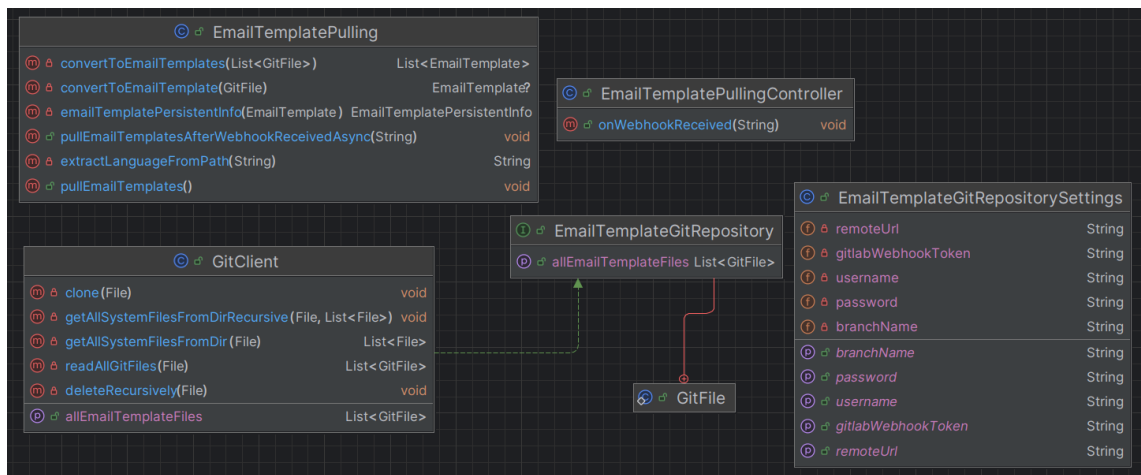 EmailTemplatePulling
convertToEmailTemplates(List<GitFile>) List<EmailTemplate>
convertToEmailTemplate(GitFile) EmailTemplate?
emailTemplatePersistentInfo(EmailTemplate) EmailTemplatePersistentInfo
pullEmailTemplatesAfterWebhookReceivedAsync(String) void
extractLanguageFromPath(String) String
pullEmailTemplates() void
EmailTemplatePullingController
onWebhookReceived(String) void
EmailTemplateGitRepository
allEmailTemplateFiles List<GitFile>
EmailTemplateGitRepositorySettings
remoteUrl String
gitlabWebhookToken String
username String
password String
branchName String
branchName String
password String
username String
gitlabWebhookToken String
remoteUrl String
GitClient
clone(File) void
getAllSystemFilesFromDirRecursive(File, List<File>) void
getAllSystemFilesFromDir(File) List<File>
readAllGitFiles(File) List<GitFile>
deleteRecursively(File) void
allEmailTemplateFiles List<GitFile>
GitFile